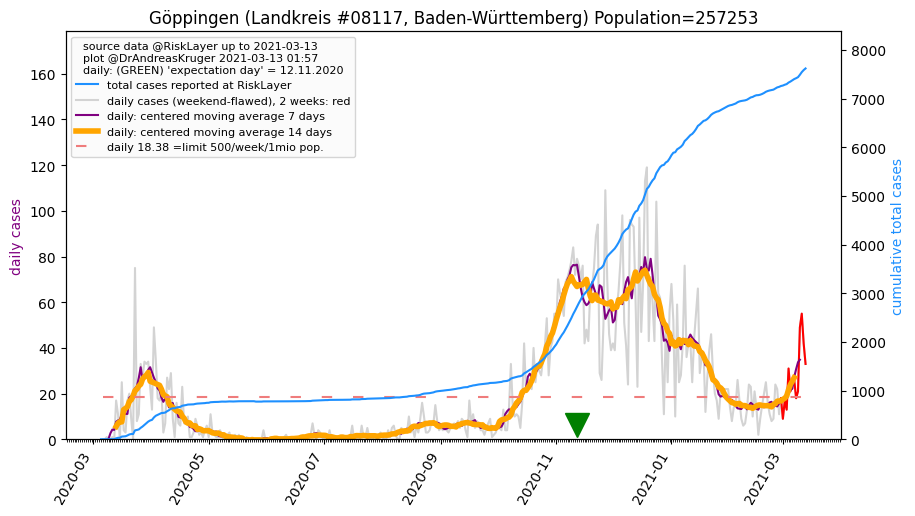 Göppingen (Landkreis #08117, Baden-Württemberg) Population=257253
source data @RiskLayer up to 2021-03-13
plot @DrAndreasKruger 2021-03-13 01:57
daily: (GREEN) 'expectation day' = 12.11.2020
total cases reported at RiskLayer
daily cases (weekend-flawed), 2 weeks: red
daily: centered moving average 7 days
daily: centered moving average 14 days
daily 18.38 =limit 500/week/1mio pop.
daily cases
160
140
120
100
80
60
40
20
0
8000
7000
6000
5000
4000
3000
2000
1000
0
cumulative total cases
2020-03
2020-05
2020-07
2020-09
2020-11
2021-01
2021-03